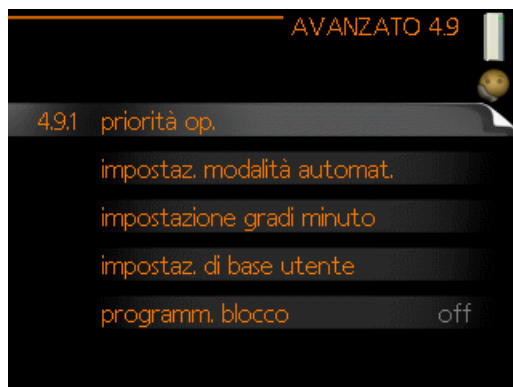 AVANZATO 4.9
4.9.1 priorità op.
impostaz. modalità automat.
impostazione gradi minuto
impostaz. di base utente
programm. blocco off